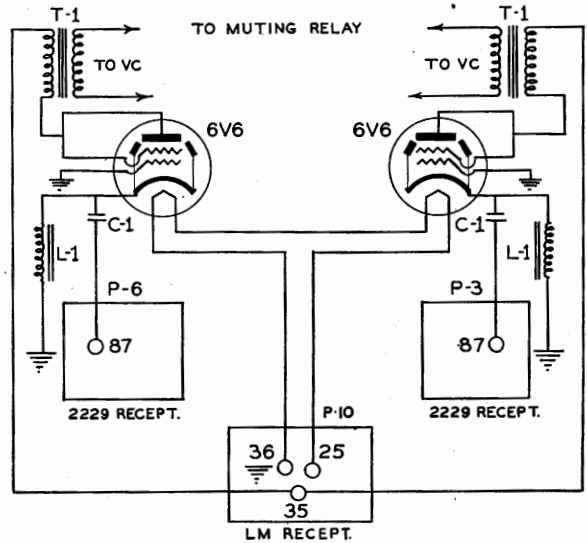 T-1
TO MUTING RELAY
T-1
TO VC
TO VC
6V6
6V6
C-1
C-1
L-1
L-1
P-6
P-3
87
87
2229 RECEPT.
2229 RECEPT.
P-10
36
25
35
LM RECEPT.